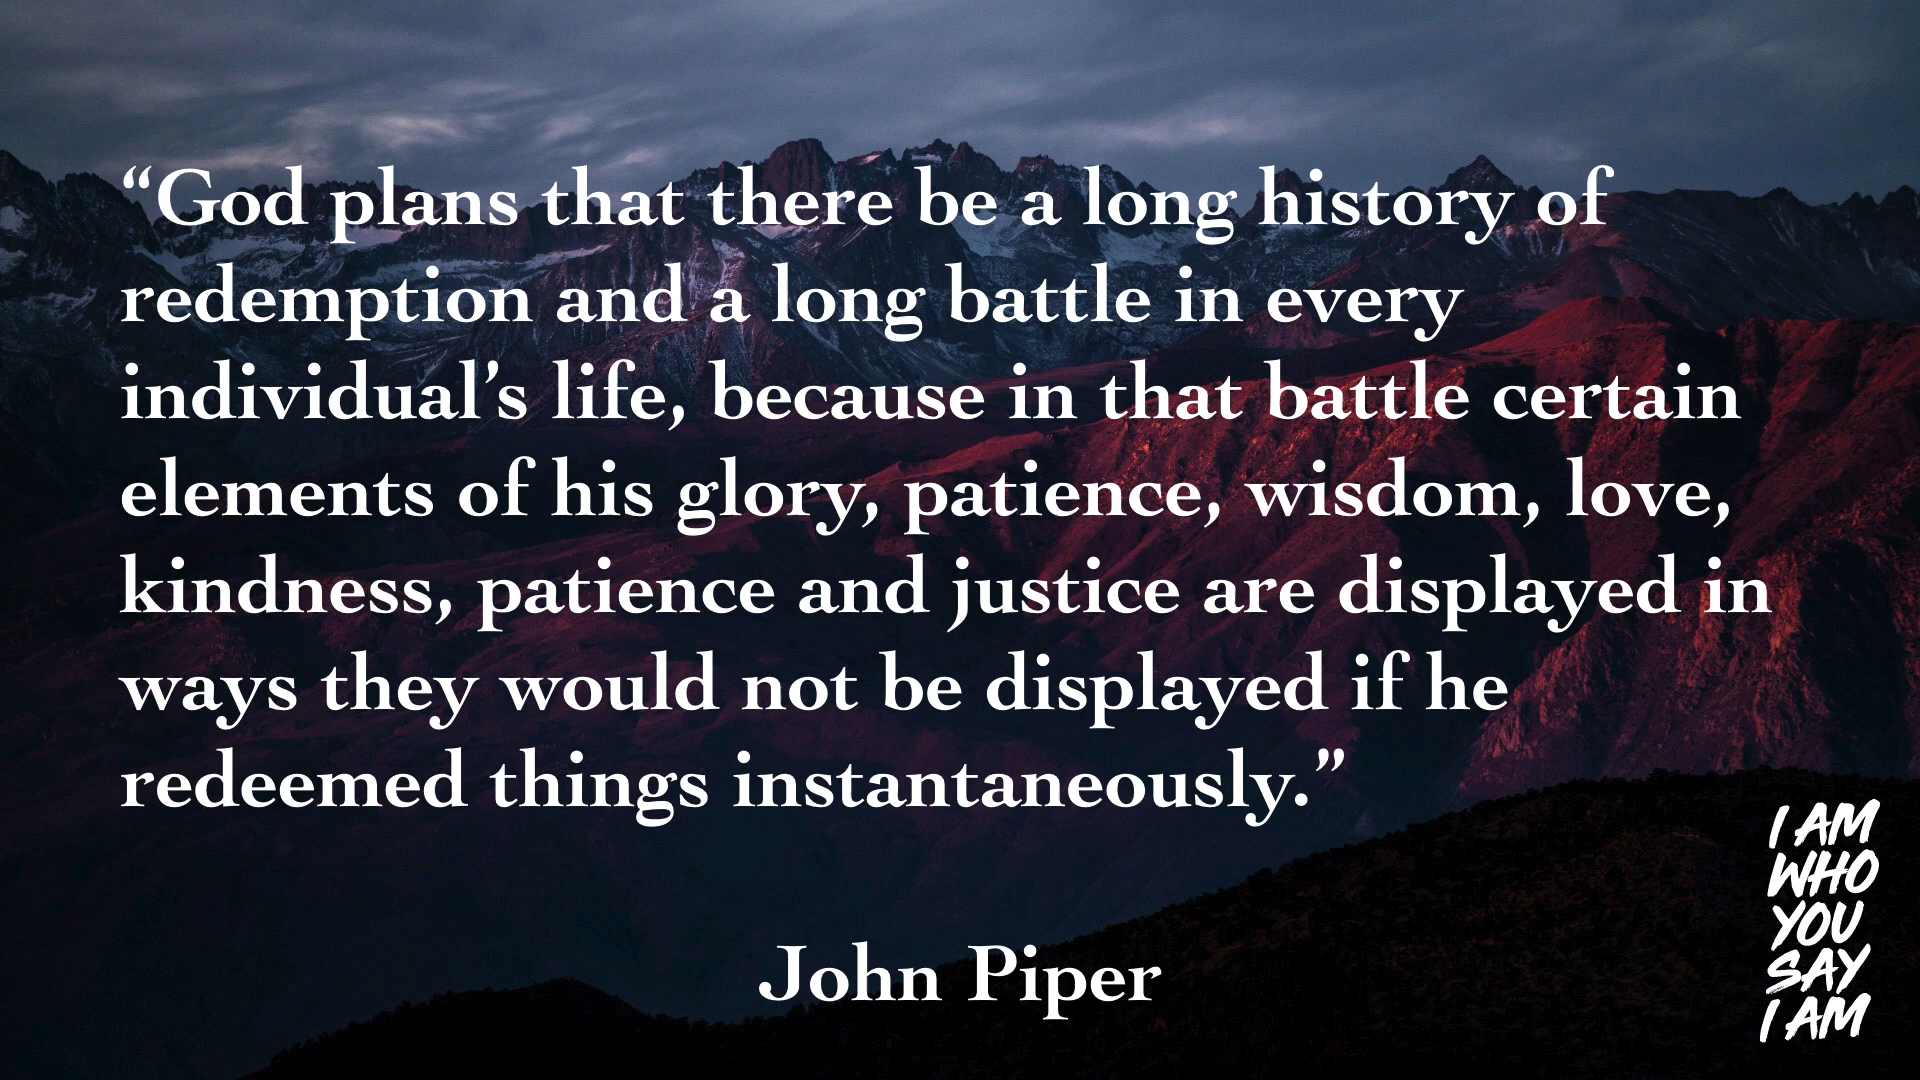 “God plans that there be a long history of
redemption and a long battle in every
individual’s life, because in that battle certain
elements of his glory, patience, wisdom, love,
kindness, patience and justice are displayed in
ways they would not be displayed if he
redeemed things instantaneously.”
John Piper
I AM
WHO
YOU
SAY
I AM